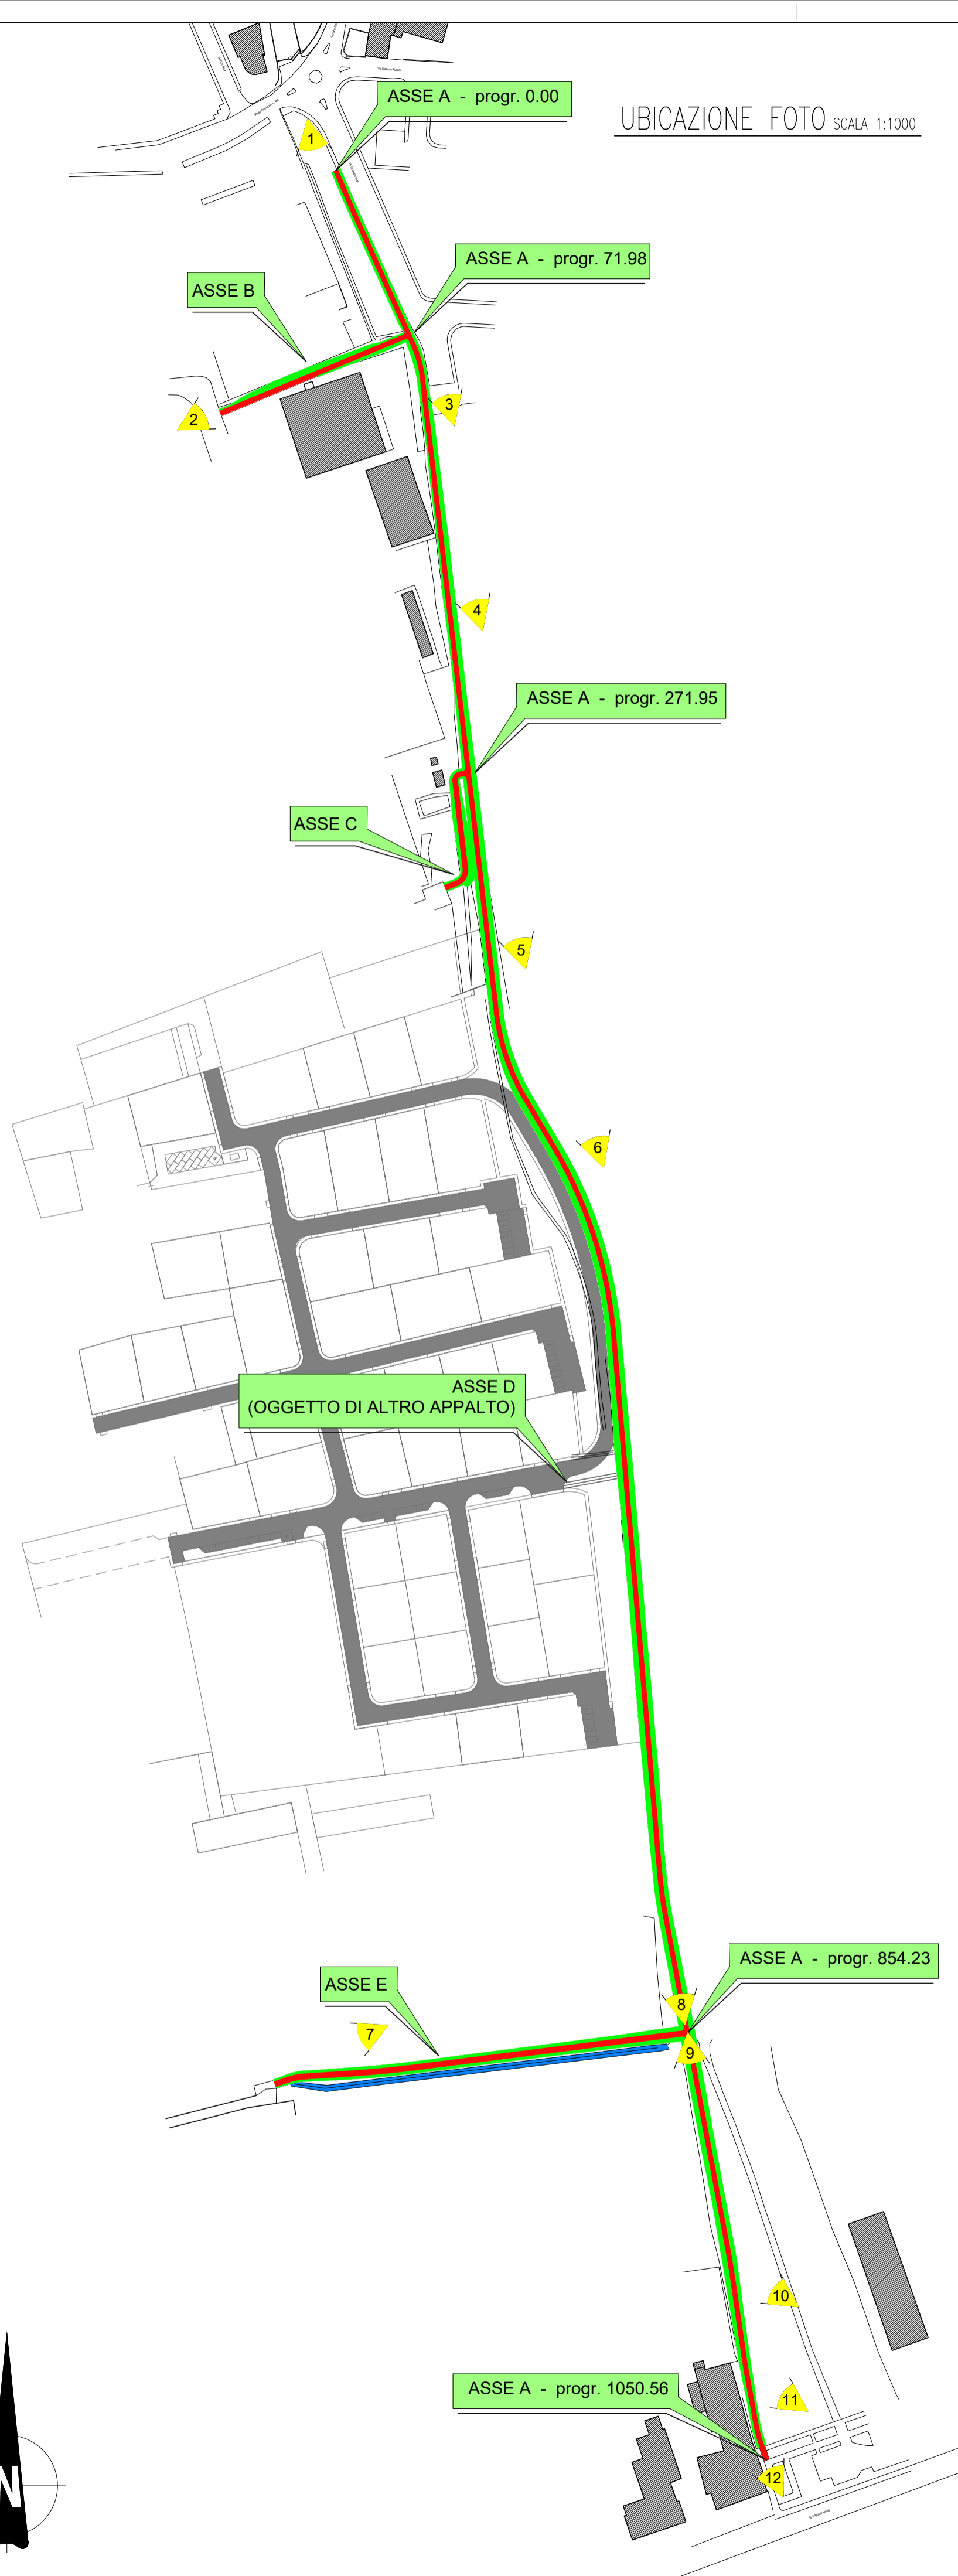 UBICAZIONE FOTO SCALA 1:1000
ASSE A - progr. 0.00
1
ASSE A - progr. 71.98
ASSE B
2
3
4
ASSE A - progr. 271.95
ASSE C
5
6
ASSE D
(OGGETTO DI ALTRO APPALTO)
ASSE A - progr. 854.23
ASSE E
8
7
9
10
ASSE A - progr. 1050.56
11
12
N